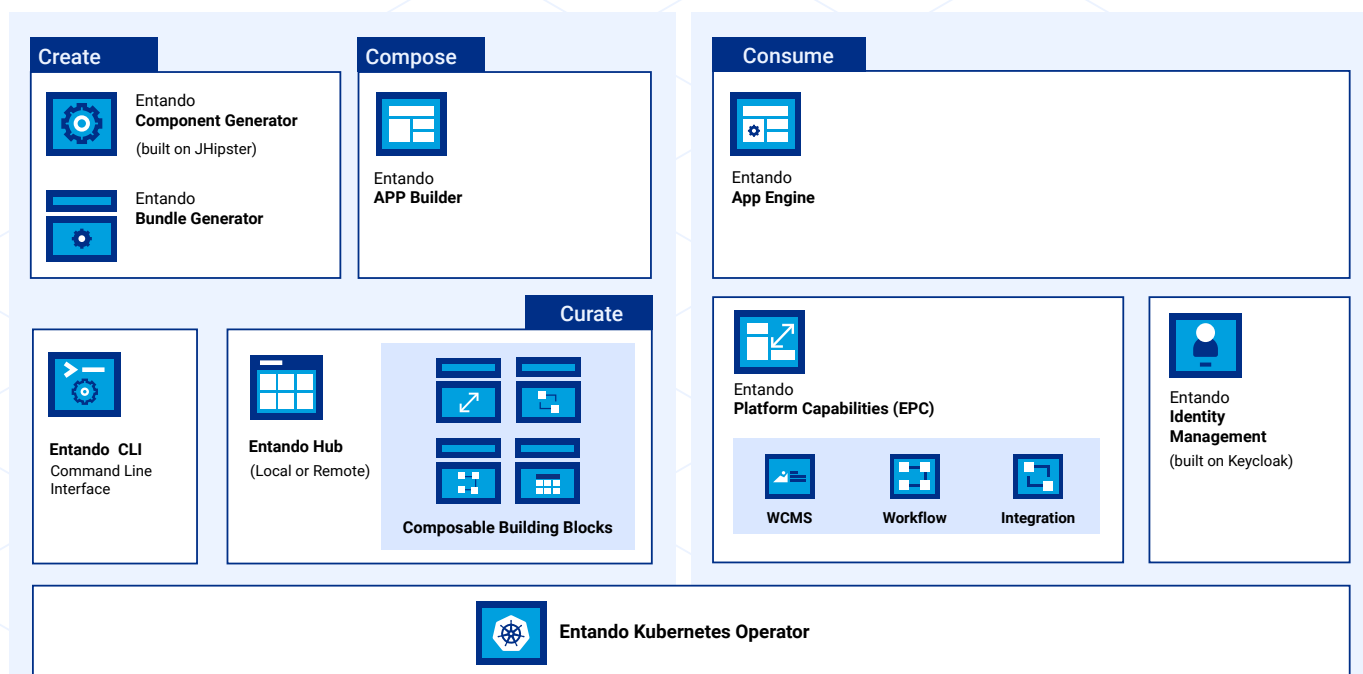 Create
Entando
Component Generator
(built on JHipster)
Entando
Bundle Generator
Compose
Entando
APP Builder
Consume
Entando
App Engine
Entando CLI
Command Line
Interface
Curate
Entando Hub
(Local or Remote)
Composable Building Blocks
Entando
Platform Capabilities (EPC)
WCMS
Workflow
Integration
Entando
Identity
Management
(built on Keycloak)
Entando Kubernetes Operator